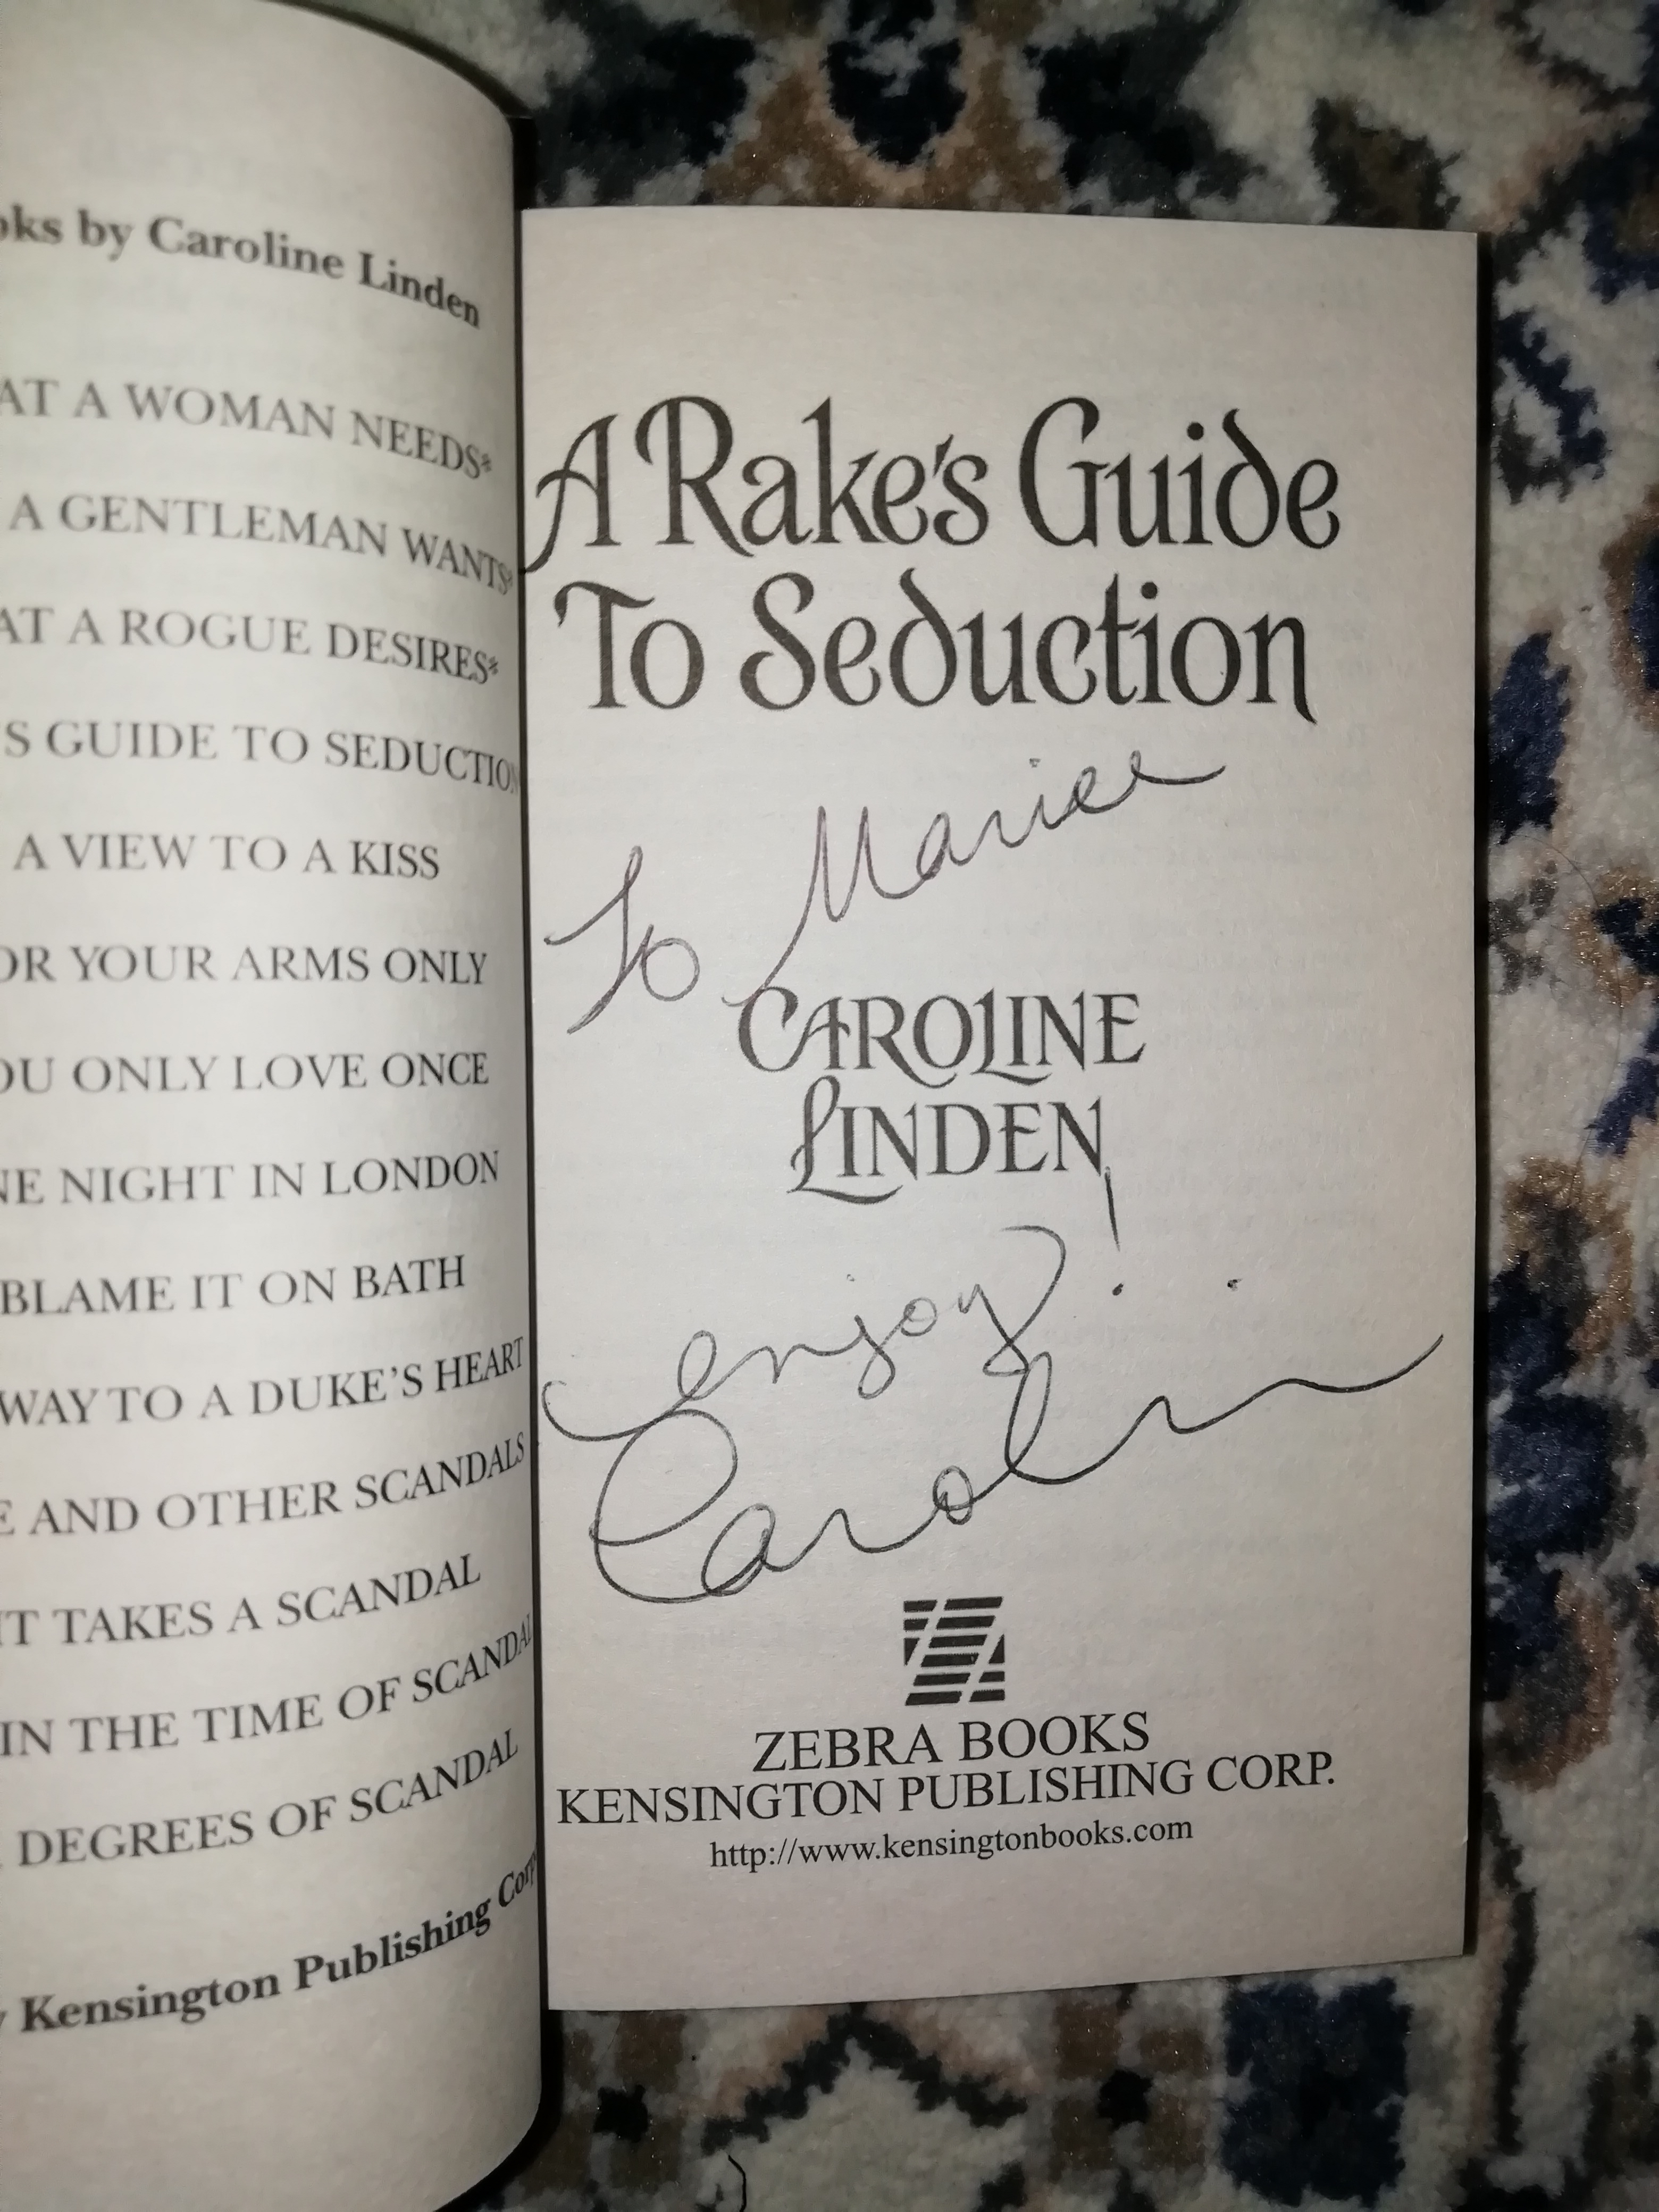 oks by Caroline Linden
AT A WOMAN NEEDS*
A GENTLEMAN WANTS*
AT A ROGUE DESIRES*
'S GUIDE TO SEDUCTION
A VIEW TO A KISS
OR YOUR ARMS ONLY
OU ONLY LOVE ONCE
NE NIGHT IN LONDON
BLAME IT ON BATH
WAY TO A DUKE'S HEART
E AND OTHER SCANDALS
IT TAKES A SCANDAL
IN THE TIME OF SCANDAL
DEGREES OF SCANDAL
y Kensington Publishing Corp
A Rake's Guide
To Seduction
To Mariee
CAROLINE
LINDEN
enjoy!
Caroline
ZEBRA BOOKS
KENSINGTON PUBLISHING CORP.
http://www.kensingtonbooks.com